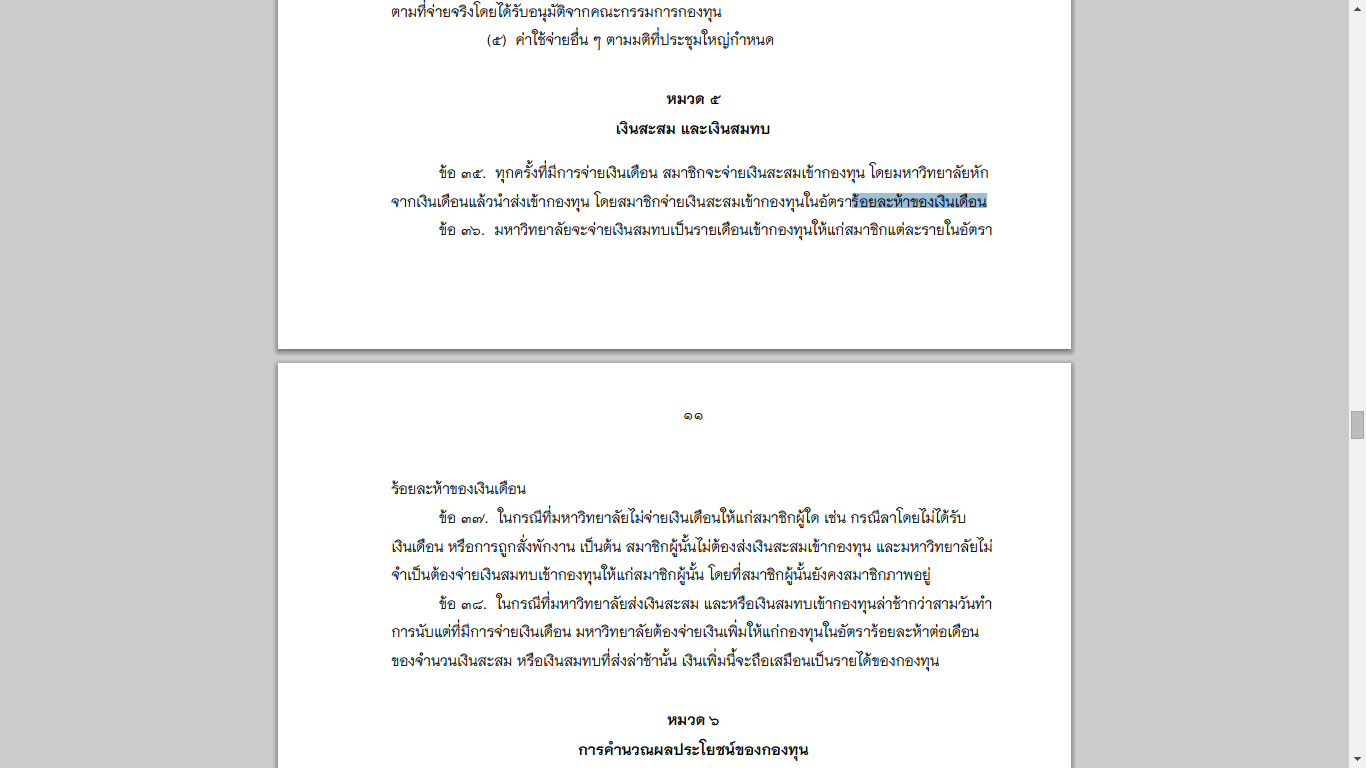 ตามที่จ่ายจริงโดยได้รับอนุมัติจากคณะกรรมการกองทุน
(๕) ค่าใช้จ่ายอื่น ๆ ตามมติที่ประชุมใหญ่กำหนด
หมวด ๕
เงินสะสม และเงินสมทบ
ข้อ ๓๕. ทุกครั้งที่มีการจ่ายเงินเดือน สมาชิกจะจ่ายเงินสะสมเข้ากองทุน โดยมหาวิทยาลัยหัก
จากเงินเดือนแล้วนำส่งเข้ากองทุน โดยสมาชิกจ่ายเงินสะสมเข้ากองทุนในอัตราร้อยละห้าของเงินเดือน
ข้อ ๓๖. มหาวิทยาลัยจะจ่ายเงินสมทบเป็นรายเดือนเข้ากองทุนให้แก่สมาชิกแต่ละรายในอัตรา
๑๑
ร้อยละห้าของเงินเดือน
ข้อ ๓๗. ในกรณีที่มหาวิทยาลัยไม่จ่ายเงินเดือนให้แก่สมาชิกผู้ใด เช่น กรณีลาโดยไม่ได้รับ
เงินเดือน หรือการถูกสั่งพักงาน เป็นต้น สมาชิกผู้นั้นไม่ต้องส่งเงินสะสมเข้ากองทุน และมหาวิทยาลัยไม่
จำเป็นต้องจ่ายเงินสมทบเข้ากองทุนให้แก่สมาชิกผู้นั้น โดยที่สมาชิกผู้นั้นยังคงสมาชิกภาพอยู่
ข้อ ๓๘. ในกรณีที่มหาวิทยาลัยส่งเงินสะสม และหรือเงินสมทบเข้ากองทุนล่าช้ากว่าสามวันทำ
การนับแต่ที่มีการจ่ายเงินเดือน มหาวิทยาลัยต้องจ่ายเงินเพิ่มให้แก่กองทุนในอัตราร้อยละห้าต่อเดือน
ของจำนวนเงินสะสม หรือเงินสมทบที่ส่งล่าช้านั้น เงินเพิ่มนี้จะถือเสมือนเป็นรายได้ของกองทุน
หมวด ๖
การคำนวณผลประโยชน์ของกองทุน